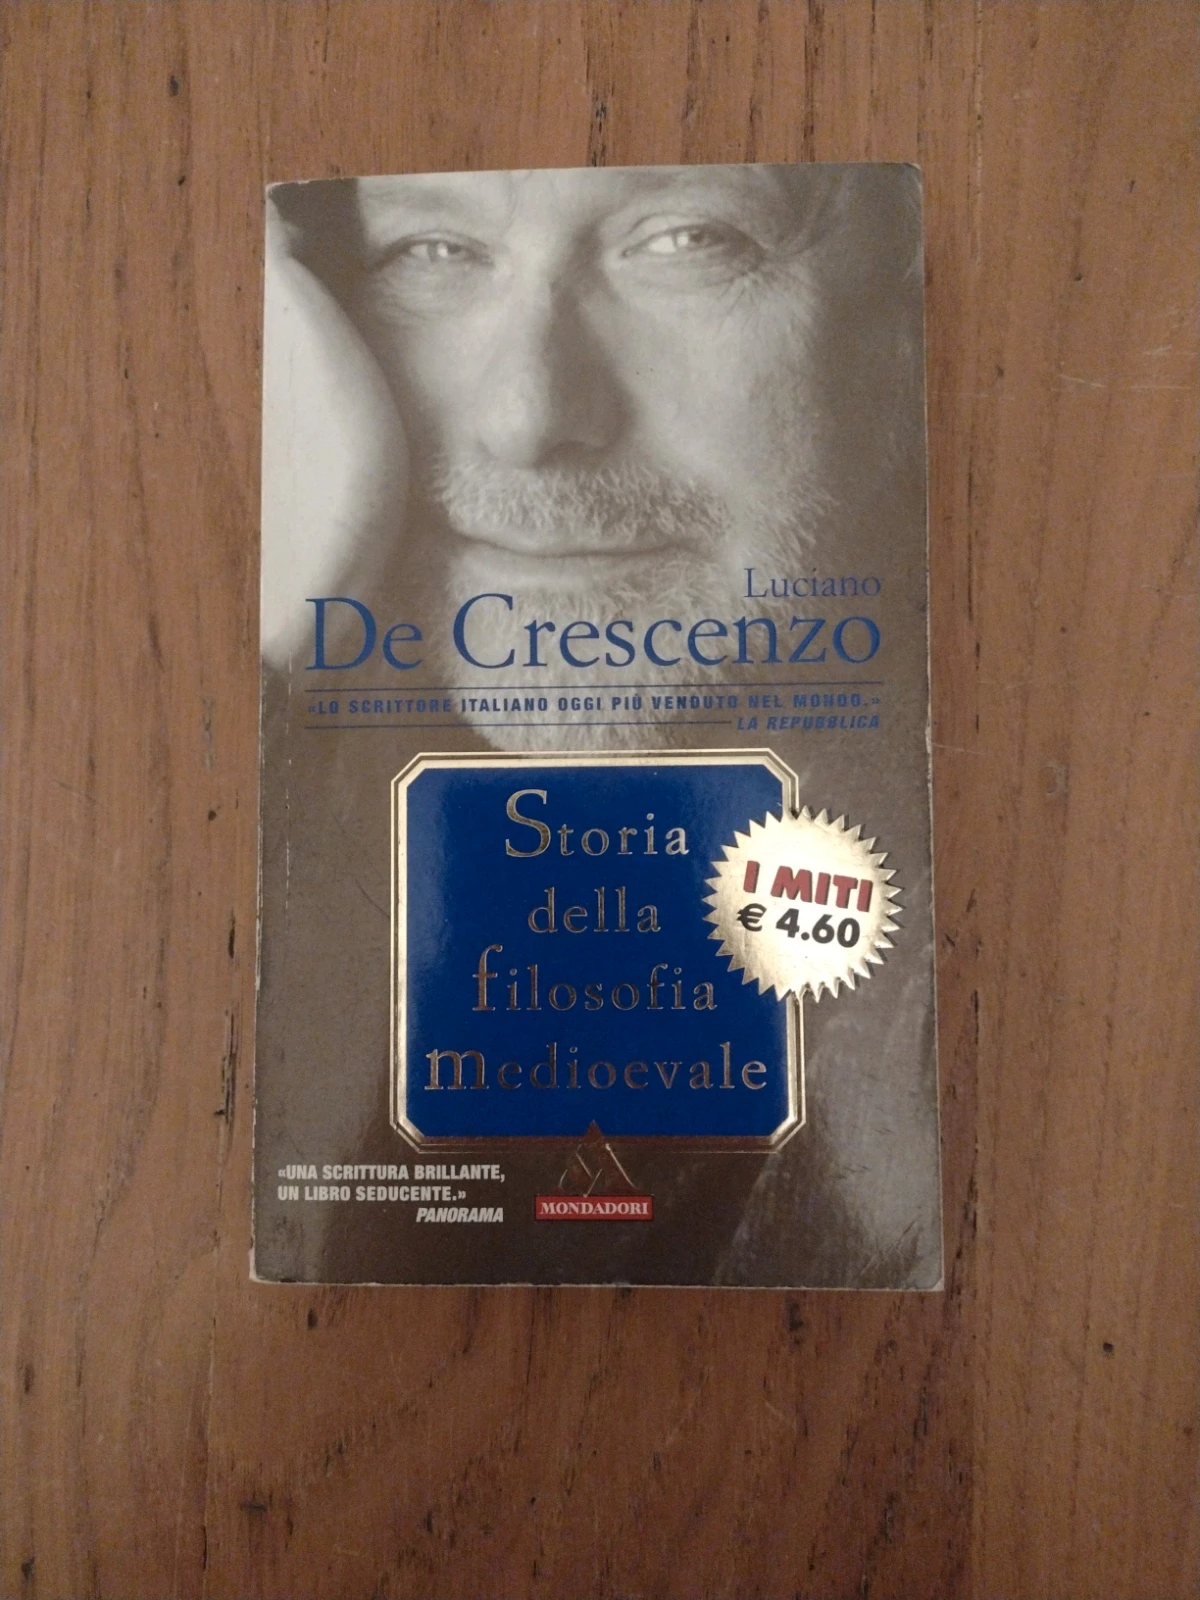 Luciano
De Crescenzo
«LO SCRITTORE ITALIANO OGGI PIÙ VENDUTO NEL MONDO.»
LA REPUBBLICA
Storia
della
filosofia
medioevale
I MITI
€ 4.60
«UNA SCRITTURA BRILLANTE,
UN LIBRO SEDUCENTE.»
PANORAMA
MONDADORI